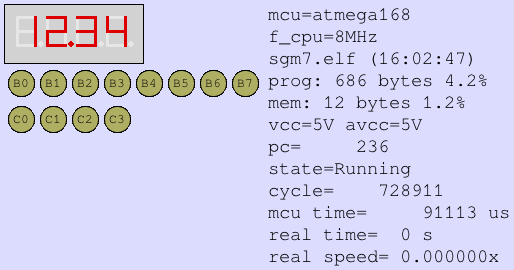 12.34
B0 B1 B2 B3 B4 B5 B6 B7
C0 C1 C2 C3
mcu=atmega168
f_cpu=8MHz
sgm7.elf (16:02:47)
prog: 686 bytes 4.2%
mem: 12 bytes 1.2%
vcc=5V avcc=5V
pc=     236
state=Running
cycle=    728911
mcu time=     91113 us
real time=  0 s
real speed= 0.000000x